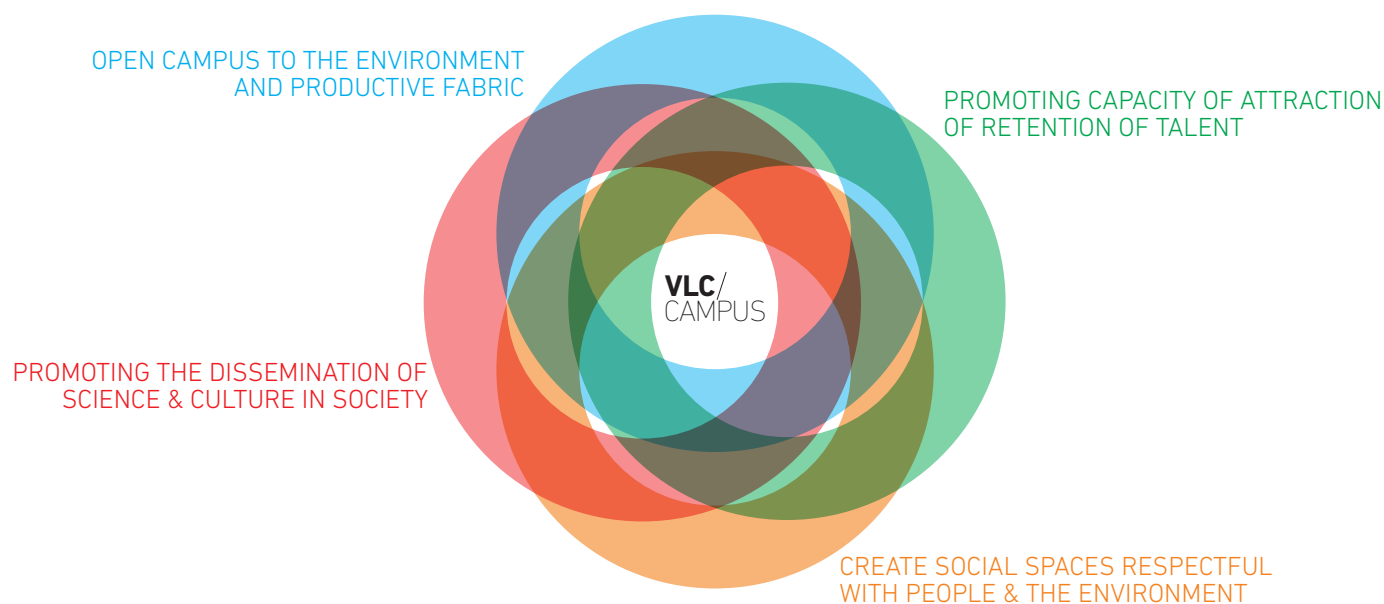 OPEN CAMPUS TO THE ENVIRONMENT
AND PRODUCTIVE FABRIC
PROMOTING CAPACITY OF ATTRACTION
OF RETENTION OF TALENT
VLC/
CAMPUS
PROMOTING THE DISSEMINATION OF
SCIENCE & CULTURE IN SOCIETY
CREATE SOCIAL SPACES RESPECTFUL
WITH PEOPLE & THE ENVIRONMENT